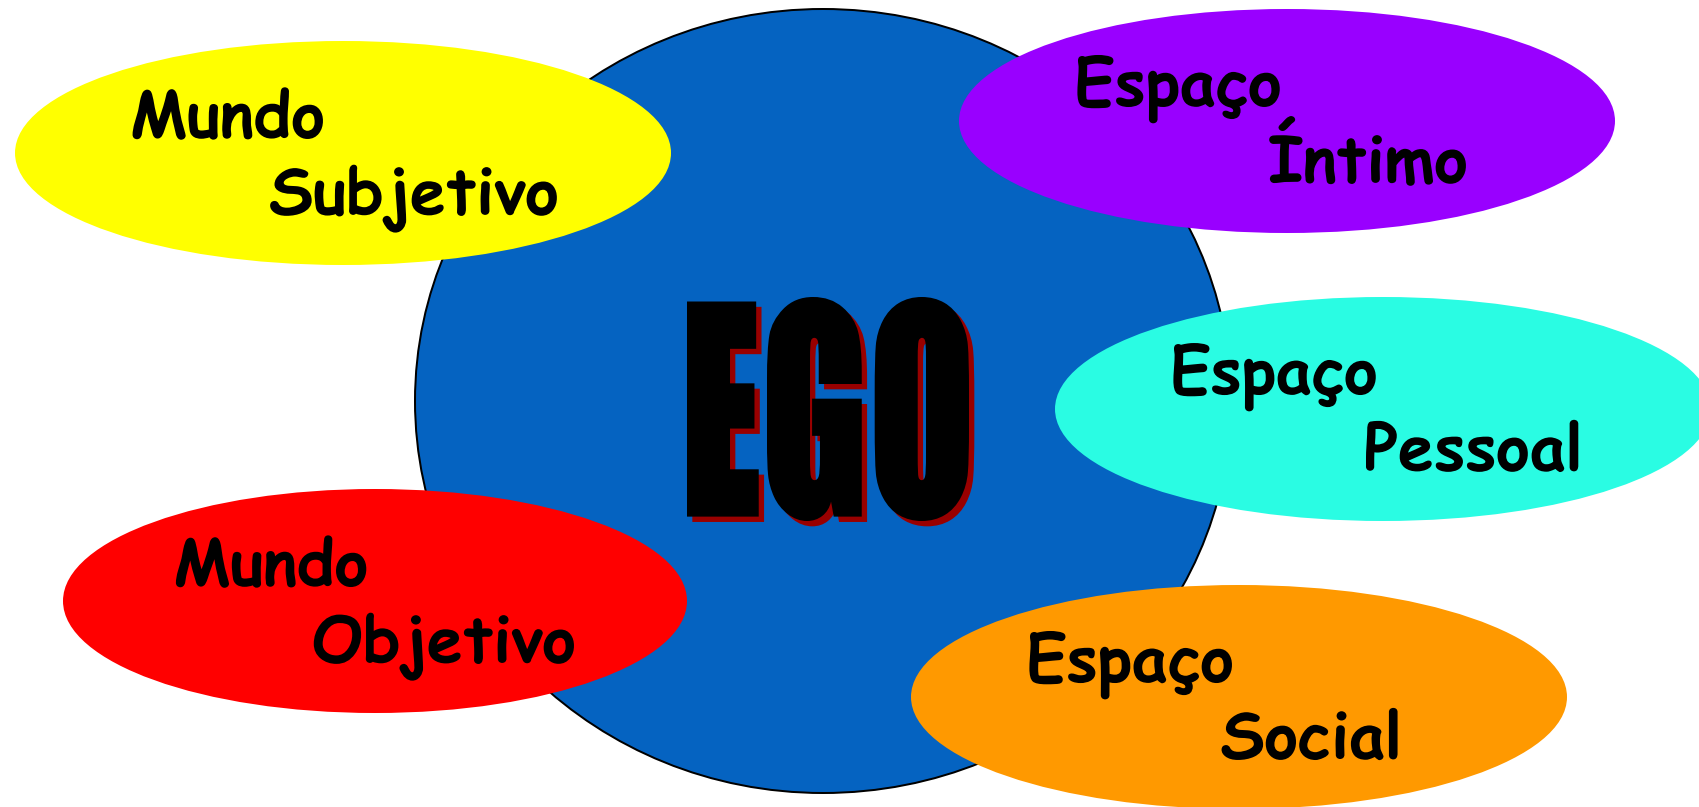 Mundo
Subjetivo
Espaço
Íntimo
EGO
Espaço
Pessoal
Mundo
Objetivo
Espaço
Social